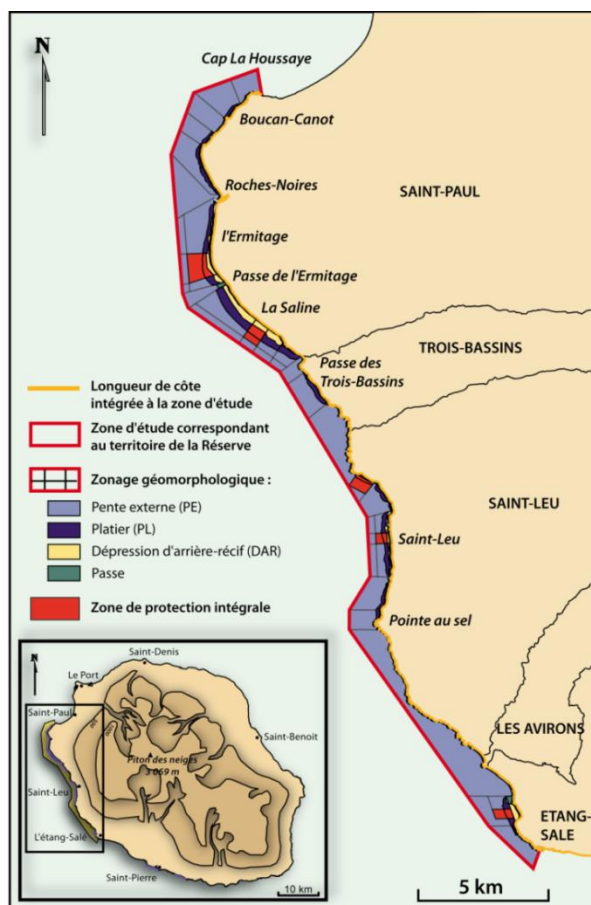 N
Cap La Houssaye
Boucan-Canot
Roches-Noires
SAINT-PAUL
l'Ermitage
Passe de l'Ermitage
La Saline
TROIS-BASSINS
Passe des
Trois-Bassins
Longueur de côte
intégrée à la zone d'étude
Zone d'étude correspondant
au territoire de la Réserve
Zonage géomorphologique :
Pente externe (PE)
Platier (PL)
Dépression d'arrière-récif (DAR)
Passe
Zone de protection intégrale
SAINT-LEU
Saint-Leu
Pointe au sel
LES AVIRONS
ETANG-
SALE
5 km
N
Saint-Denis
Le Port
Saint-Paul
Saint-Benoit
Piton des neiges
3 069 m
Saint-Leu
L'étang-Salé
Saint-Pierre
10 km